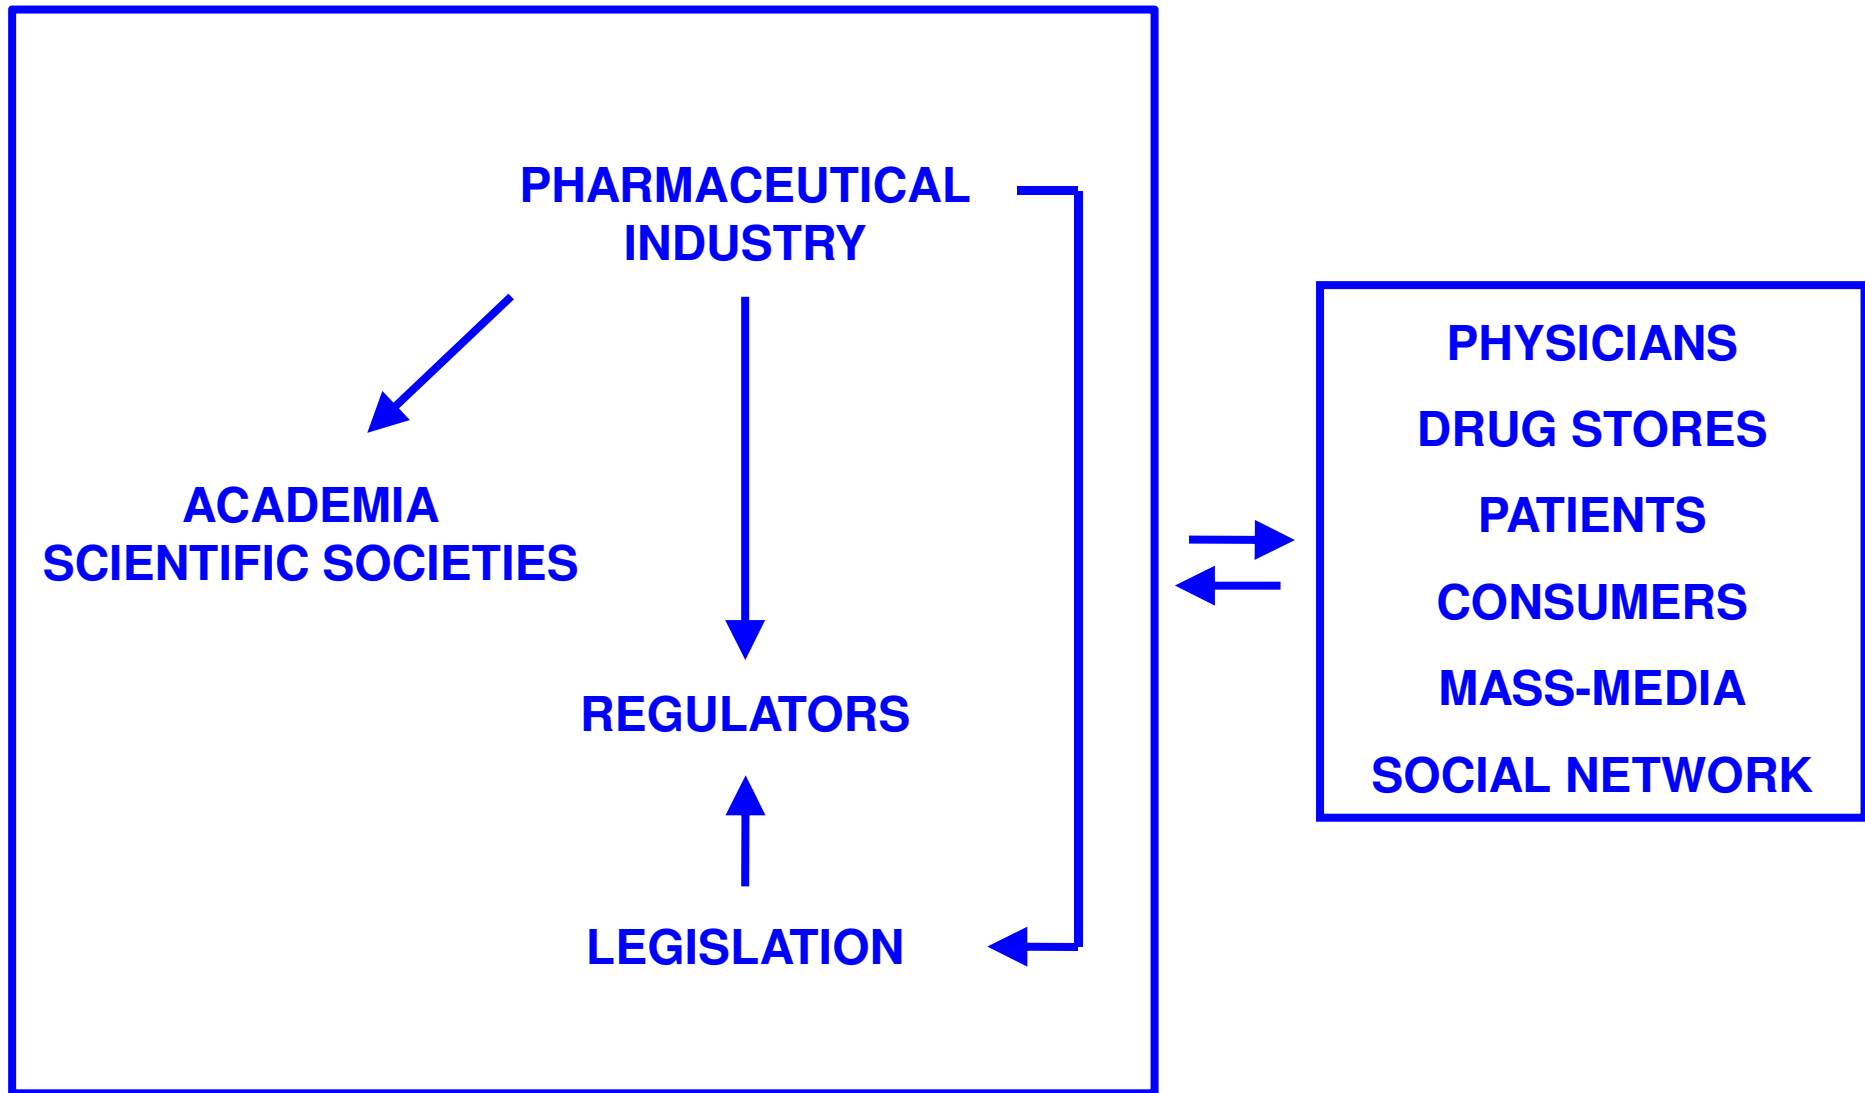 PHARMACEUTICAL
INDUSTRY
ACADEMIA
SCIENTIFIC SOCIETIES
REGULATORS
LEGISLATION
PHYSICIANS
DRUG STORES
PATIENTS
CONSUMERS
MASS-MEDIA
SOCIAL NETWORK